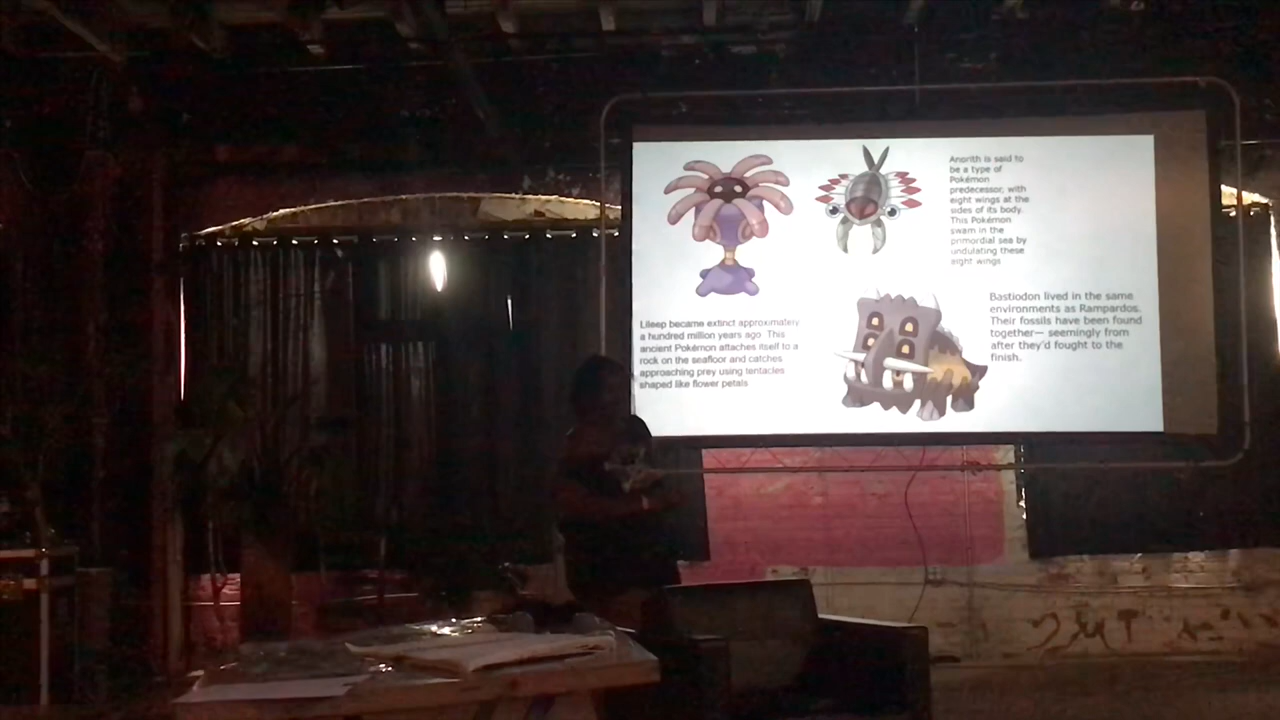 Anorith is said to
be a type of
Pokémon
predecessor, with
eight wings at the
sides of its body.
This Pokémon
swam in the
primordial sea by
undulating these
eight wings
Lileep became extinct approximately
a hundred million years ago. This
ancient Pokémon attaches itself to a
rock on the seafloor and catches
approaching prey using tentacles
shaped like flower petals
Bastiodon lived in the same
environments as Rampardos.
Their fossils have been found
together— seemingly from
after they'd fought to the
finish.